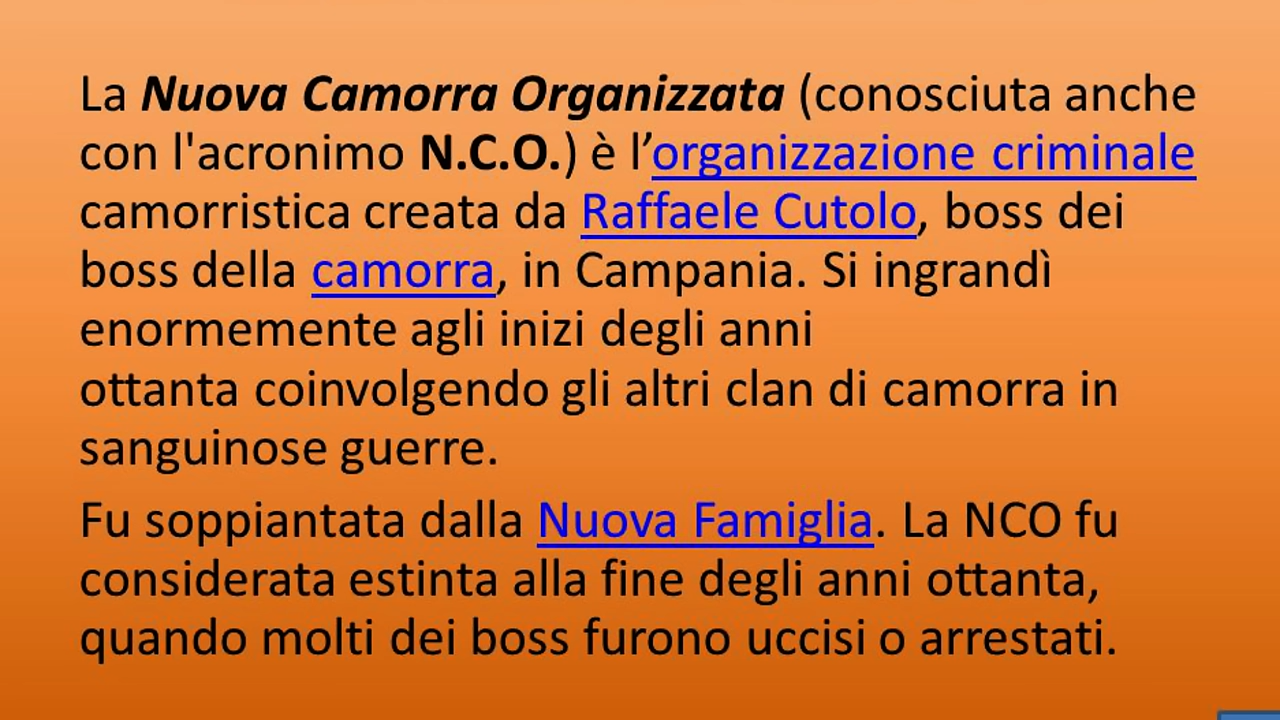 La Nuova Camorra Organizzata (conosciuta anche
con l'acronimo N.C.O.) è l’organizzazione criminale
camorristica creata da Raffaele Cutolo, boss dei
boss della camorra, in Campania. Si ingrandì
enormemente agli inizi degli anni
ottanta coinvolgendo gli altri clan di camorra in
sanguinose guerre.
Fu soppiantata dalla Nuova Famiglia. La NCO fu
considerata estinta alla fine degli anni ottanta,
quando molti dei boss furono uccisi o arrestati.